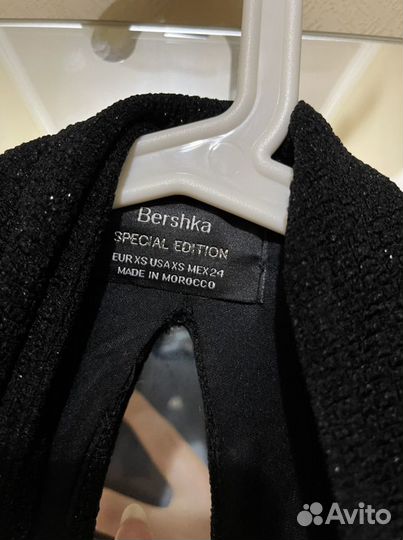 Bershka
SPECIAL EDITION
EUR XS USA XS MEX 24
MADE IN MOROCCO
Avito